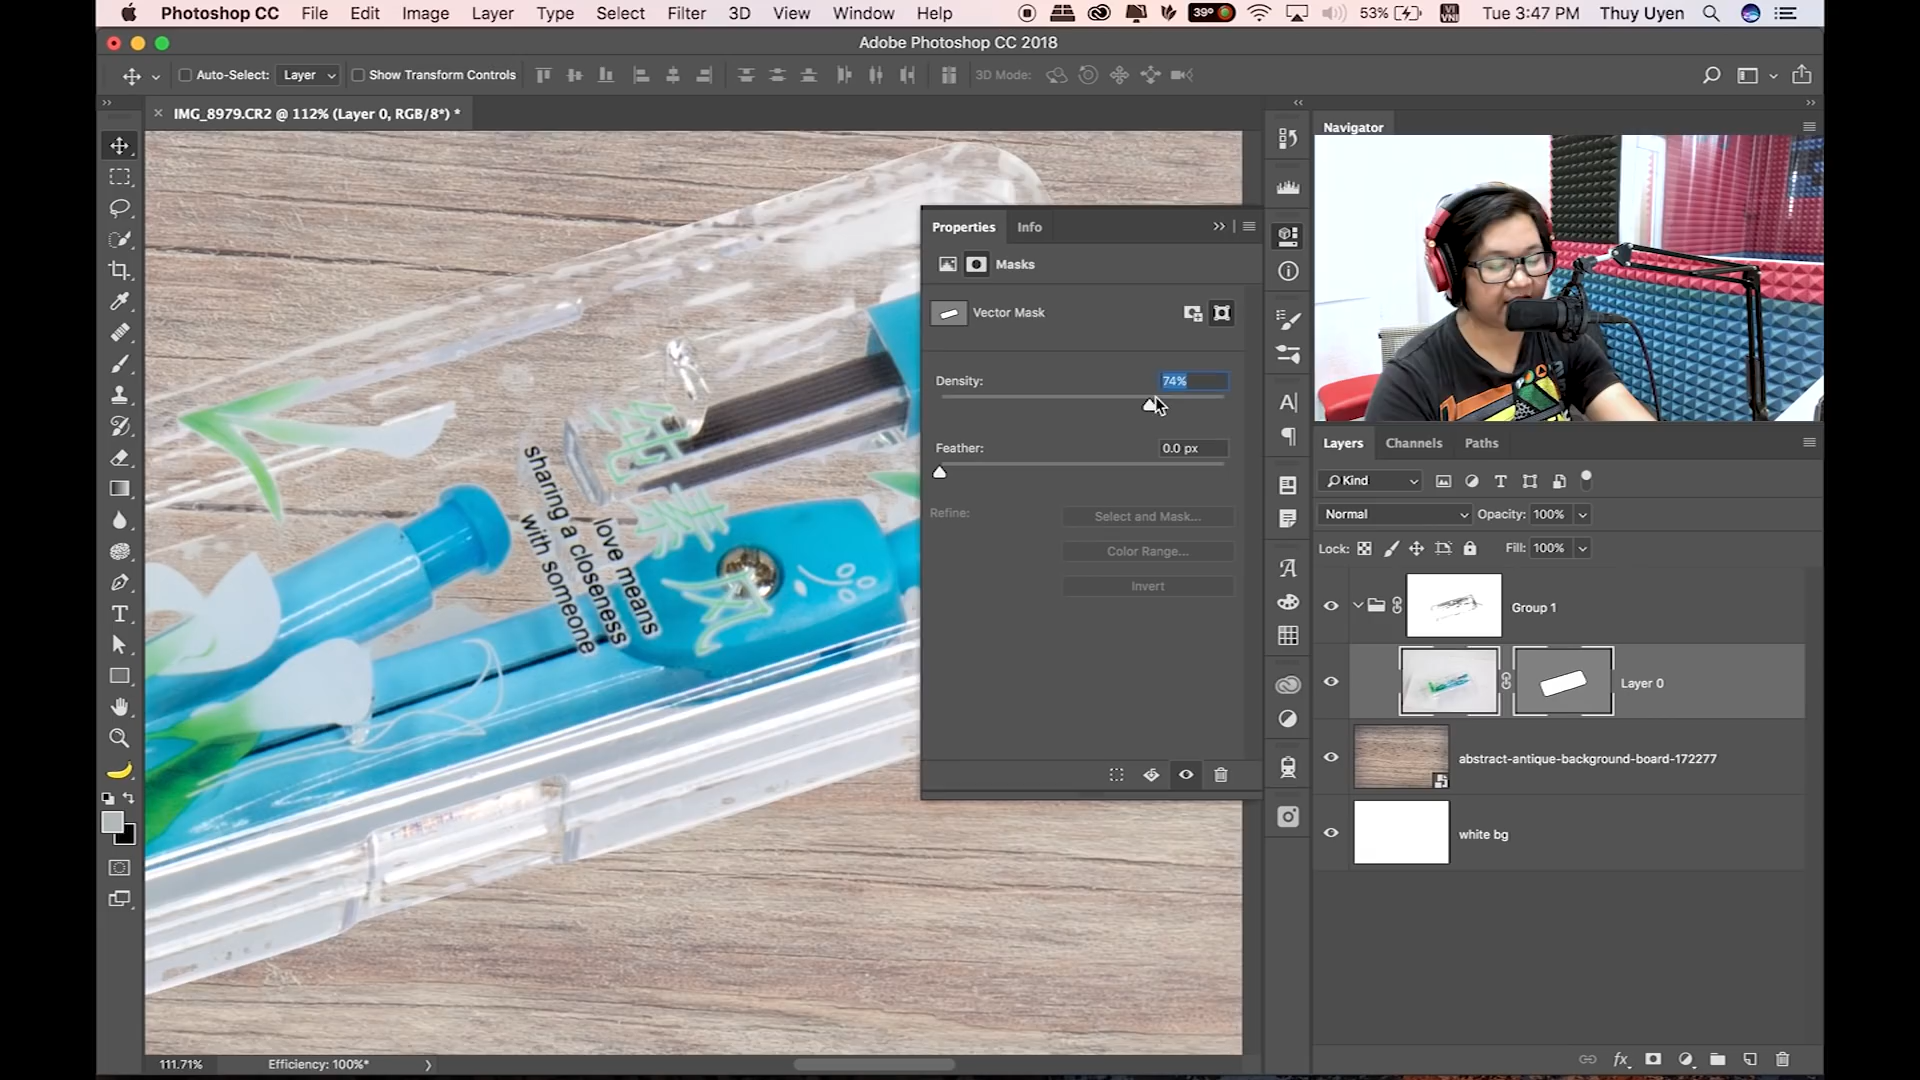 Photoshop CC File Edit Image Layer Type Select Filter 3D View Window Help 39° 53% VI VNI Tue 3:47 PM Thuy Uyen
Adobe Photoshop CC 2018
Auto-Select: Layer Show Transform Controls 3D Mode:
IMG_8979.CR2 @ 112% (Layer 0, RGB/8*) *
Navigator
Properties Info
Masks
Vector Mask
Density: 74%
Feather: 0.0 px
Refine: Select and Mask...
Color Range...
Invert
love means
sharing a closeness
with someone
Layers Channels Paths
Kind
Normal Opacity: 100%
Lock: Fill: 100%
Group 1
Layer 0
abstract-antique-background-board-172277
white bg
111.71% Efficiency: 100%*